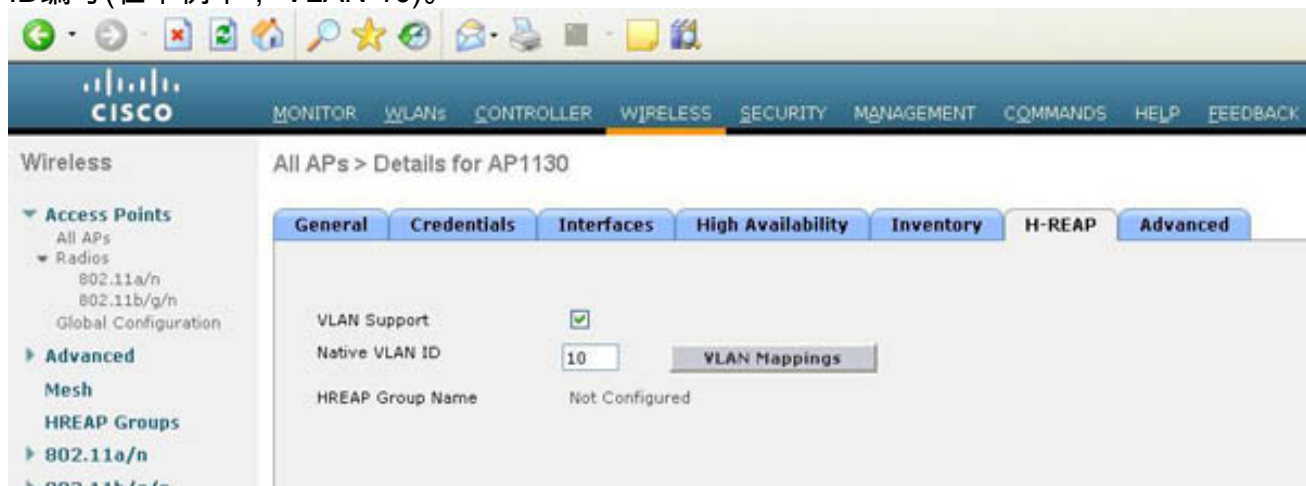 CISCO
MONITOR WLANs CONTROLLER WIRELESS SECURITY MANAGEMENT COMMANDS HELP FEEDBACK
Wireless
All APs > Details for AP1130
Access Points
All APs
Radios
802.11a/n
802.11b/g/n
Global Configuration
Advanced
Mesh
HREAP Groups
802.11a/n
General Credentials Interfaces High Availability Inventory H-REAP Advanced
VLAN Support
Native VLAN ID 10 VLAN Mappings
HREAP Group Name Not Configured